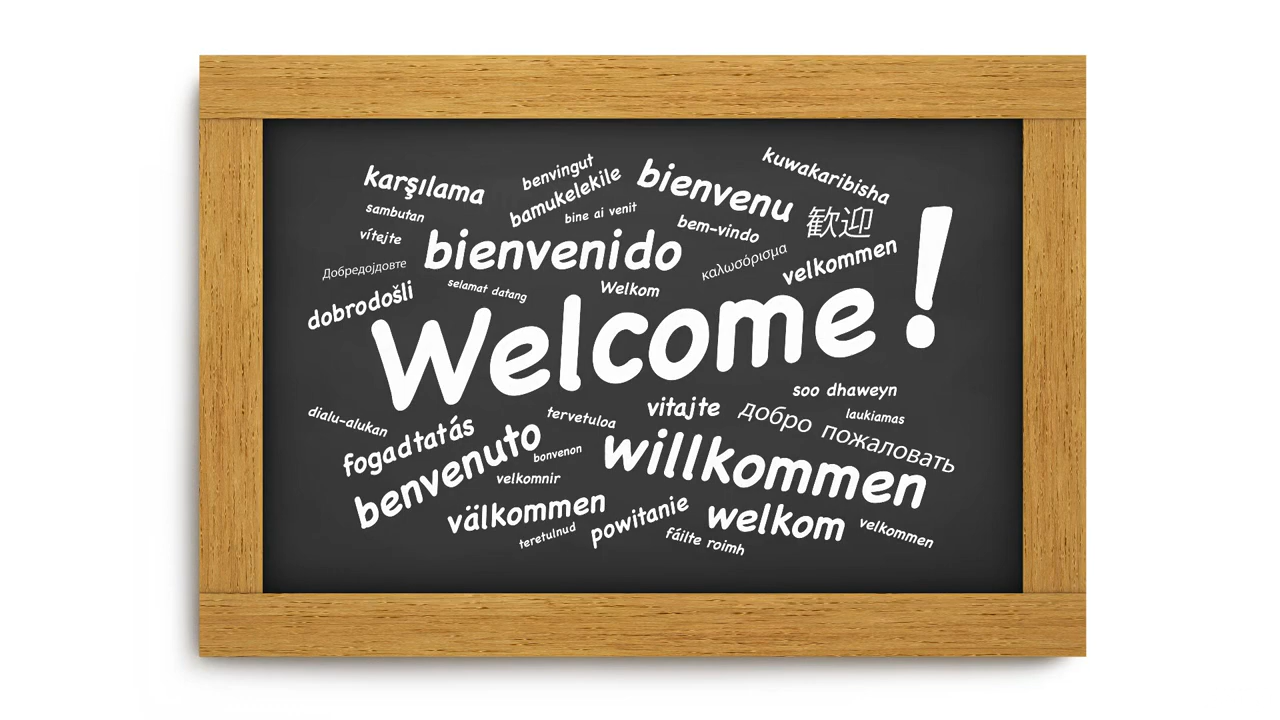 kuwakaribisha
benvingut
karşılama
bamukelekile
bienvenu
sambutan
bine ai venit
bem-vindo
歓迎
vítejte
bienvenido
καλωσόρισμα
velkommen
Добредојдовте
selamat datang
Welkom
dobrodošli
Welcome!
soo dhaweyn
dialu-alukan
tervetuloa
vitajte
добро пожаловать
laukiamas
fogadtatás
benvenuto
bonvenon
willkommen
velkomnir
välkommen
powitanie
welkom
velkommen
teretulnud
fáilte roimh